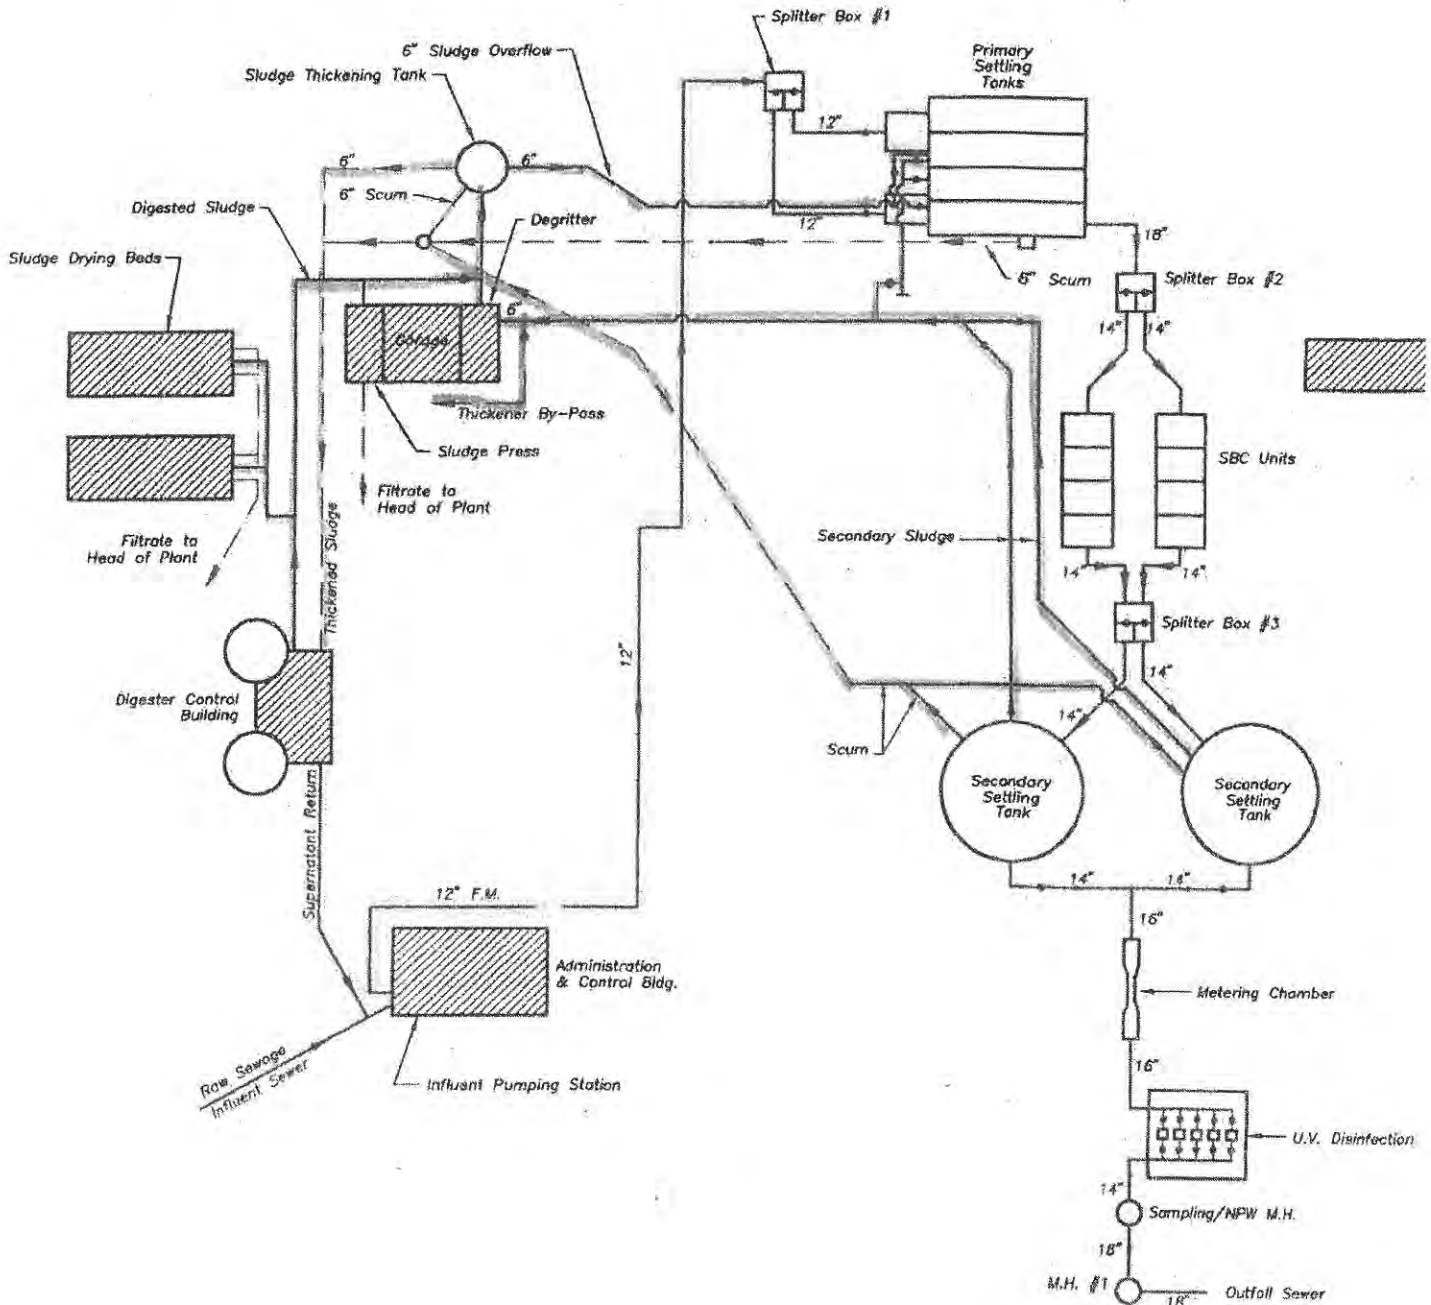 Splitter Box #1
6" Sludge Overflow
Sludge Thickening Tank
Primary
Settling
Tanks
12"
6"
6"
6" Scum
Digested Sludge
Degritter
12"
18"
Sludge Drying Beds
6" Scum
Splitter Box #2
6"
14"
14"
Garage
Thickener By-Pass
Sludge Press
SBC Units
Filtrate to
Head of Plant
Thickened Sludge
Secondary Sludge
Filtrate to
Head of Plant
14"
14"
Splitter Box #3
12"
14"
Digester Control
Building
14"
Scum
Secondary
Settling
Tank
Secondary
Settling
Tank
Supernatant Return
14"
14"
12" F.M.
16"
Administration
& Control Bldg.
Metering Chamber
Raw Sewage
Influent Sewer
Influent Pumping Station
16"
U.V. Disinfection
14"
Sampling/NPW M.H.
18"
M.H. #1
18"
Outfall Sewer